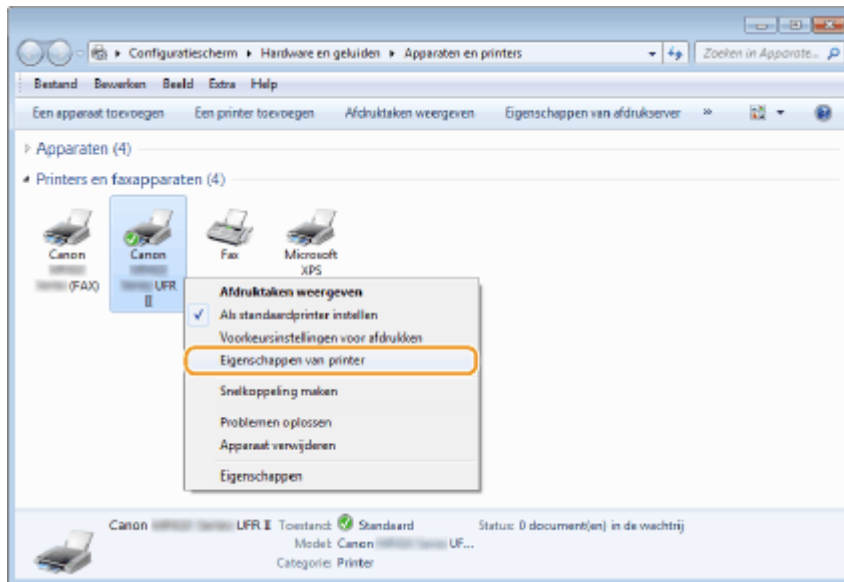 Configuratiescherm ▸ Hardware en geluiden ▸ Apparaten en printers
Zoeken in Apparate...
Bestand Bewerken Beeld Extra Help
Een apparaat toevoegen Een printer toevoegen Afdruktaken weergeven Eigenschappen van afdrukserver »
Apparaten (4)
Printers en faxapparaten (4)
Canon
(FAX)
Canon
UFR
II
Fax
Microsoft
XPS
Afdruktaken weergeven
Als standaardprinter instellen
Voorkeursinstellingen voor afdrukken
Eigenschappen van printer
Snelkoppeling maken
Problemen oplossen
Apparaat verwijderen
Eigenschappen
Canon UFR II Toestand: Standaard Status: 0 document(en) in de wachtrij
Model: Canon UF...
Categorie: Printer